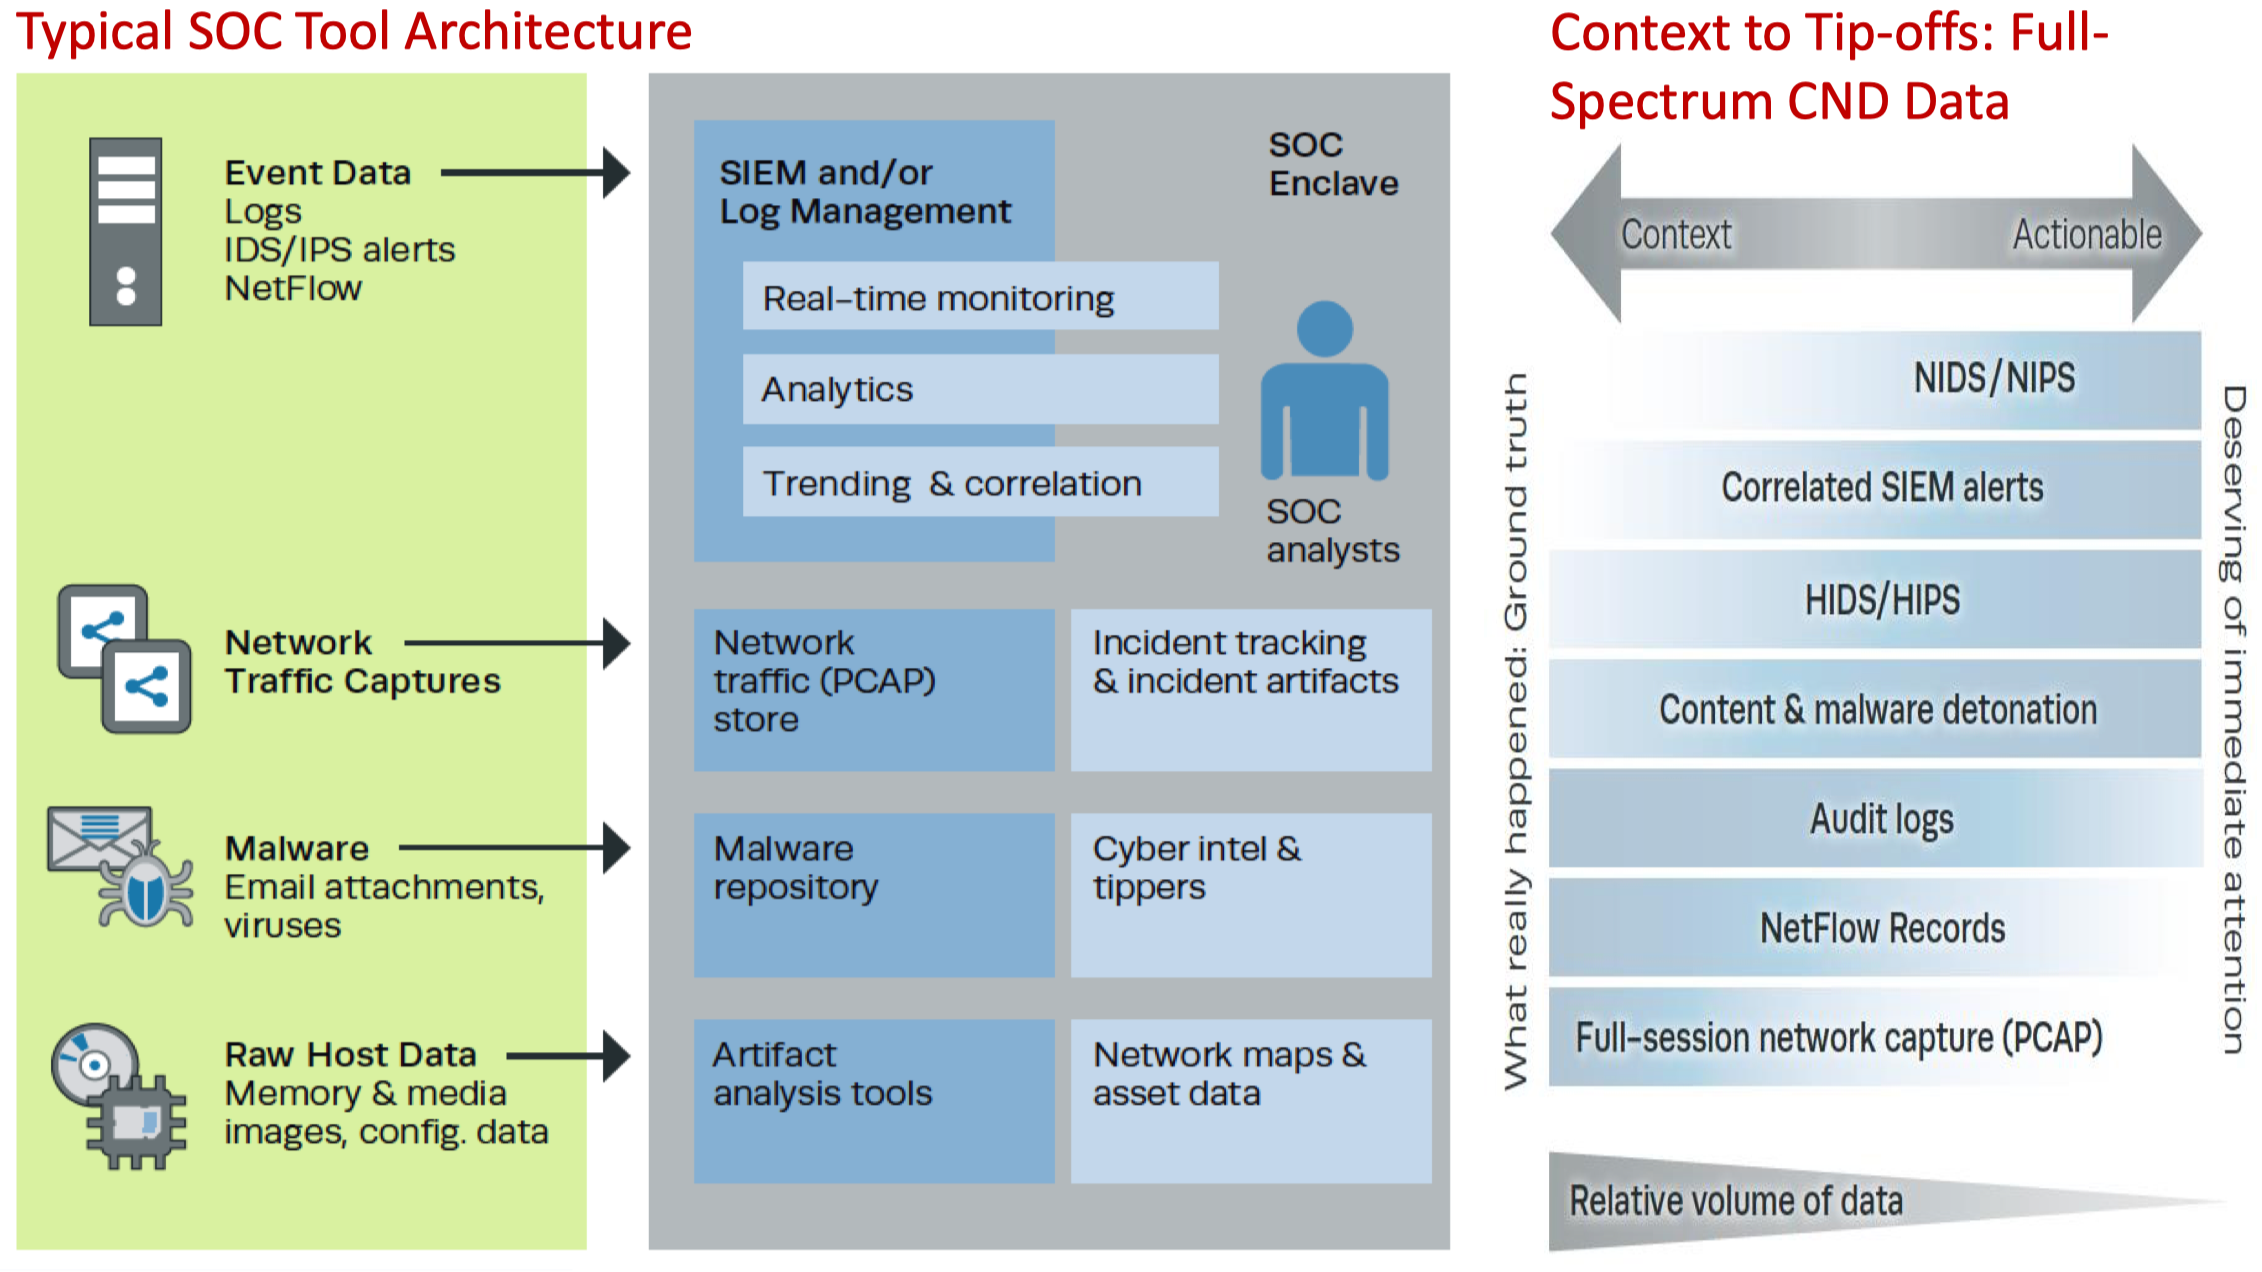 Typical SOC Tool Architecture
Event Data
Logs
IDS/IPS alerts
NetFlow
Network
Traffic Captures
Malware
Email attachments,
viruses
Raw Host Data
Memory & media
images, config. data
SIEM and/or
Log Management
Real-time monitoring
Analytics
Trending & correlation
SOC
Enclave
SOC
analysts
Network
traffic (PCAP)
store
Incident tracking
& incident artifacts
Malware
repository
Cyber intel &
tippers
Artifact
analysis tools
Network maps &
asset data
Context to Tip-offs: Full-
Spectrum CND Data
Context
Actionable
What really happened: Ground truth
NIDS/NIPS
Correlated SIEM alerts
HIDS/HIPS
Content & malware detonation
Audit logs
NetFlow Records
Full-session network capture (PCAP)
Deserving of immediate attention
Relative volume of data